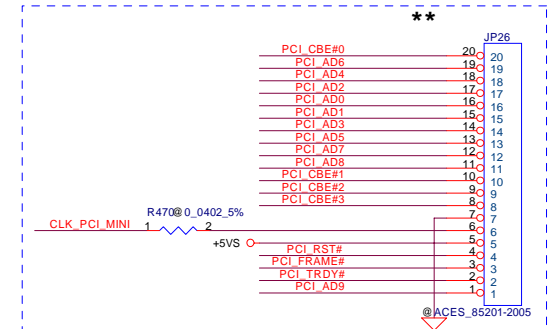 **
JP26
PCI_CBE#0 20 20
PCI_AD6 19 19
PCI_AD4 18 18
PCI_AD2 17 17
PCI_AD0 16 16
PCI_AD1 15 15
PCI_AD3 14 14
PCI_AD5 13 13
PCI_AD7 12 12
PCI_AD8 11 11
PCI_CBE#1 10 10
PCI_CBE#2 9 9
PCI_CBE#3 8 8
R470@ 0_0402_5% 7 7
CLK_PCI_MINI 1 2 6 6
+5VS 5 5
PCI_RST# 4 4
PCI_FRAME# 3 3
PCI_TRDY# 2 2
PCI_AD9 1 1
@ACES_85201-2005